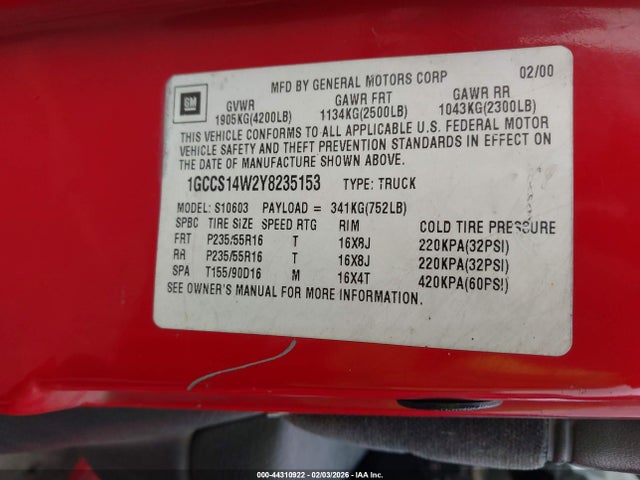 MFD BY GENERAL MOTORS CORP 02/00
GM GVWR GAWR FRT GAWR RR
1905KG(4200LB) 1134KG(2500LB) 1043KG(2300LB)
THIS VEHICLE CONFORMS TO ALL APPLICABLE U.S. FEDERAL MOTOR
VEHICLE SAFETY AND THEFT PREVENTION STANDARDS IN EFFECT ON
THE DATE OF MANUFACTURE SHOWN ABOVE.
1GCCS14W2Y8235153 TYPE: TRUCK
MODEL: S10603 PAYLOAD = 341KG(752LB)
SPBC TIRE SIZE SPEED RTG RIM COLD TIRE PRESSURE
FRT P235/55R16 T 16X8J 220KPA(32PSI)
RR P235/55R16 T 16X8J 220KPA(32PSI)
SPA T155/90D16 M 16X4T 420KPA(60PSI)
SEE OWNER'S MANUAL FOR MORE INFORMATION.
000-44310922 - 02/03/2026 - IAA Inc.